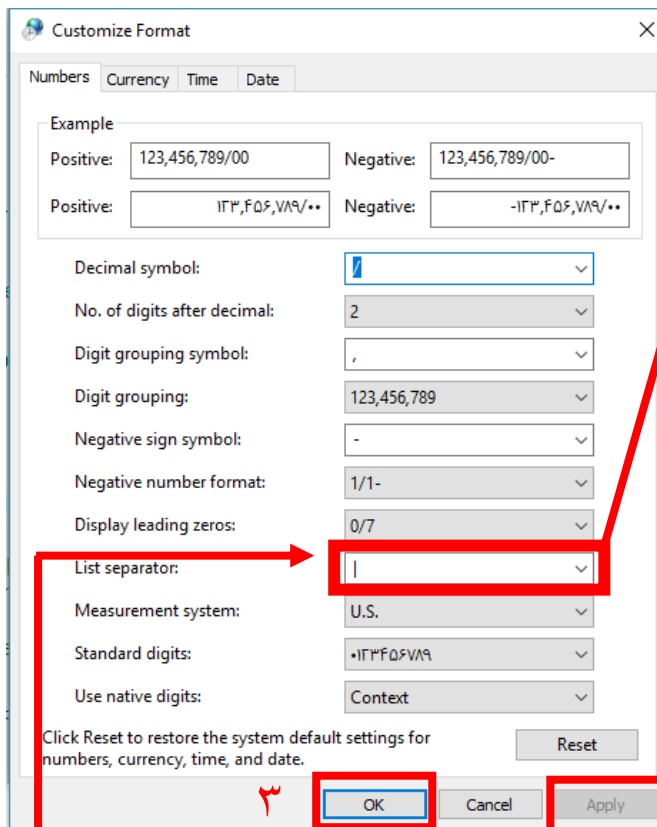 Customize Format
Numbers Currency Time Date
Example
Positive: 123,456,789/00 Negative: 123,456,789/00-
Positive: ۱۲۳,۴۵۶,۷۸۹/۰۰ Negative: -۱۲۳,۴۵۶,۷۸۹/۰۰
Decimal symbol: /
No. of digits after decimal: 2
Digit grouping symbol: ,
Digit grouping: 123,456,789
Negative sign symbol: -
Negative number format: 1/1-
Display leading zeros: 0/7
List separator: |
Measurement system: U.S.
Standard digits: ۰۱۲۳۴۵۶۷۸۹
Use native digits: Context
Click Reset to restore the system default settings for
numbers, currency, time, and date.
Reset
۳
OK Cancel Apply